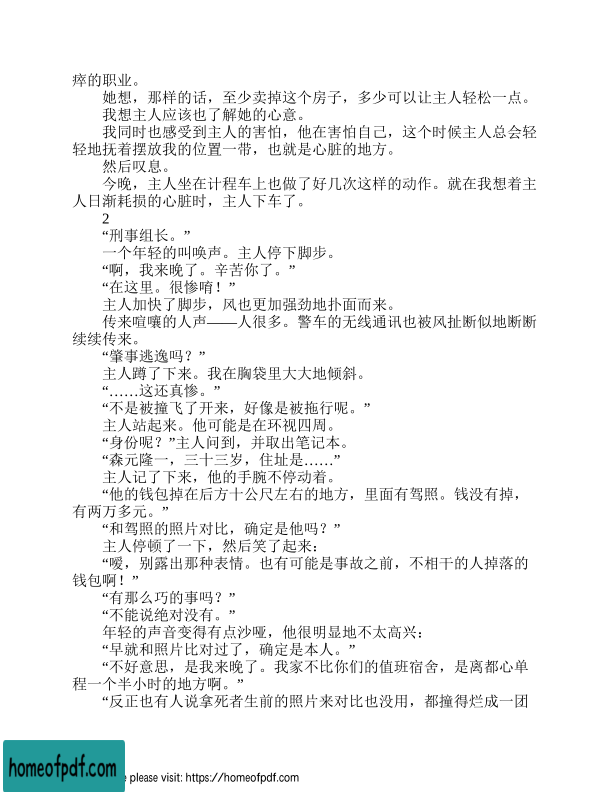 瘁的职业。
她想，那样的话，至少卖掉这个房子，多少可以让主人轻松一点。
我想主人应该也了解她的心意。
我同时也感受到主人的害怕，他在害怕自己，这个时候主人总会轻
轻地抚着摆放我的位置一带，也就是心脏的地方。
然后叹息。
今晚，主人坐在计程车上也做了好几次这样的动作。就在我想着主
人日渐耗损的心脏时，主人下车了。
2
“刑事组长。”
一个年轻的叫唤声。主人停下脚步。
“啊，我来晚了。辛苦你了。”
“在这里。很惨唷！”
主人加快了脚步，风也更加强劲地扑面而来。
传来喧嚷的人声——人很多。警车的无线通讯也被风扯断似地断断
续续传来。
“肇事逃逸吗？”
主人蹲了下来。我在胸袋里大大地倾斜。
“……这还真惨。”
“不是被撞飞了开来，好像是被拖行呢。”
主人站起来。他可能是在环视四周。
“身份呢？”主人问到，并取出笔记本。
“森元隆一，三十三岁，住址是……”
主人记了下来，他的手腕不停动着。
“他的钱包掉在后方十公尺左右的地方，里面有驾照。钱没有掉，
有两万多元。”
“和驾照的照片对比，确定是他吗？”
主人停顿了一下，然后笑了起来：
“嗳，别露出那种表情。也有可能是事故之前，不相干的人掉落的
钱包啊！”
“有那么巧的事吗？”
“不能说绝对没有。”
年轻的声音变得有点沙哑，他很明显地不太高兴：
“早就和照片比对过了，确定是本人。”
“不好意思，是我来晚了。我家不比你们的值班宿舍，是离都心单
程一个半小时的地方啊。”
“反正也有人说拿死者生前的照片来对比也没用，都撞得烂成一团
homeofpdf.com
e please visit: https://homeofpdf.com